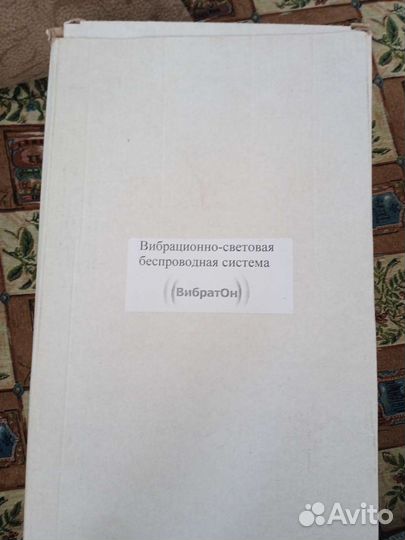 Вибрационно-световая
беспроводная система
((ВибратОн))
Avito